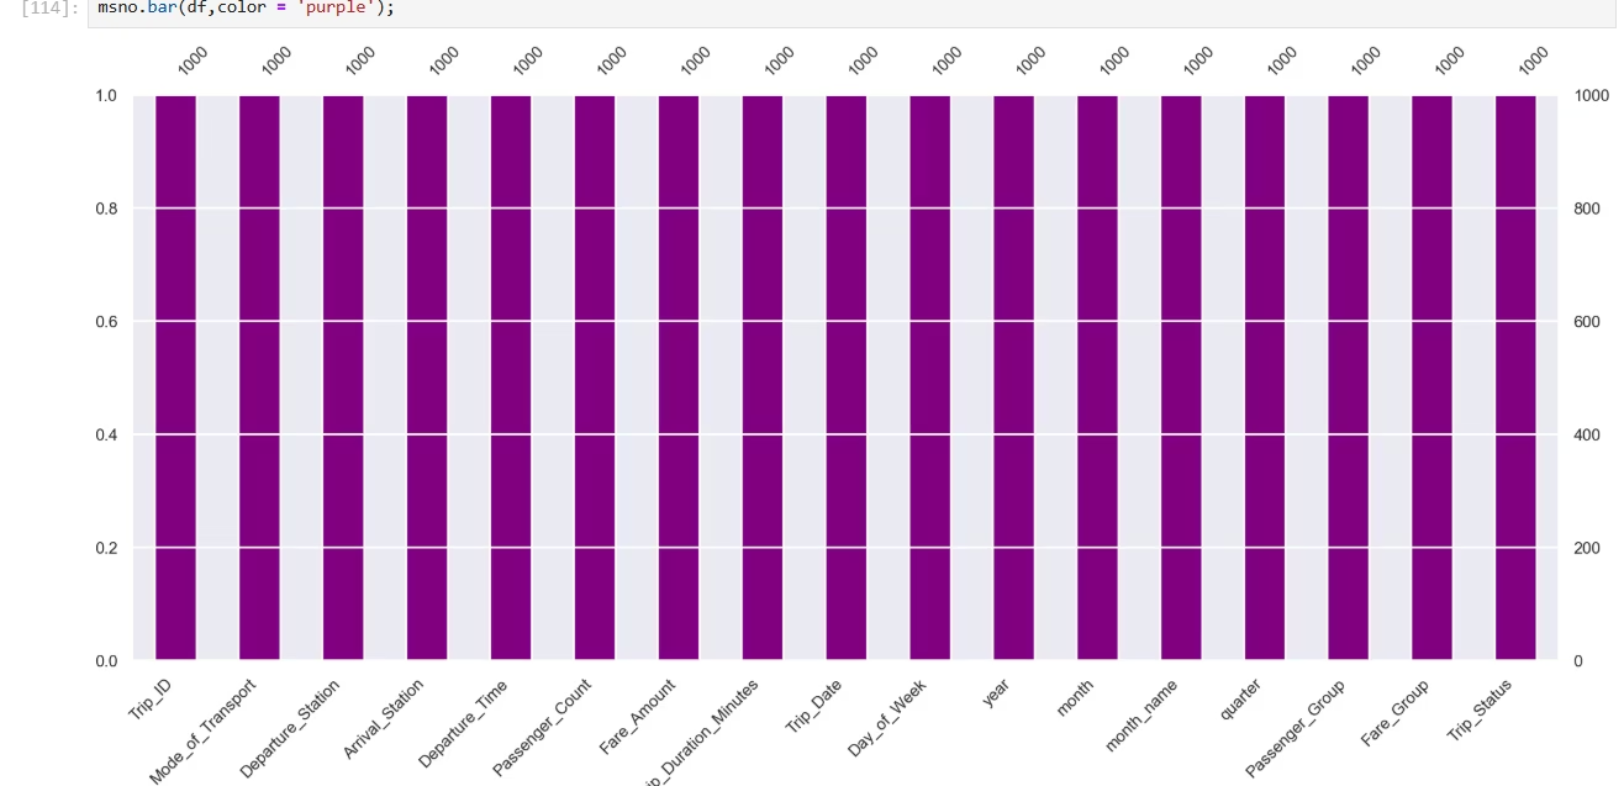 [114]: msno.bar(df,color = 'purple');
1000 1000 1000 1000 1000 1000 1000 1000 1000 1000 1000 1000 1000 1000 1000 1000 1000
1.0 1000
0.8 800
0.6 600
0.4 400
0.2 200
0.0 0
Trip_ID Mode_of_Transport Departure_Station Arrival_Station Departure_Time Passenger_Count Fare_Amount ip_Duration_Minutes Trip_Date Day_of_Week year month month_name quarter Passenger_Group Fare_Group Trip_Status